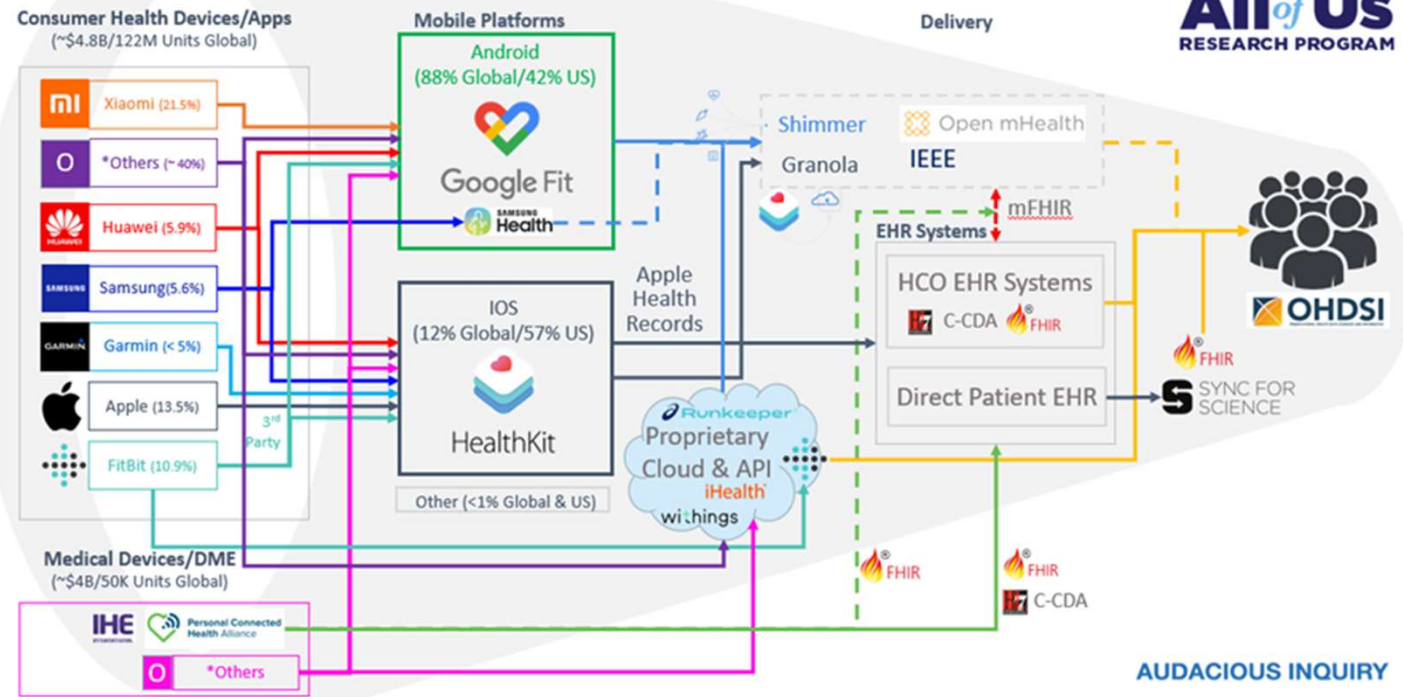 Consumer Health Devices/Apps
(~$4.8B/122M Units Global)
Mobile Platforms
Delivery
All of Us
RESEARCH PROGRAM
mi
Xiaomi (21.5%)
O
*Others (~ 40%)
HUAWEI
Huawei (5.9%)
SAMSUNG
Samsung(5.6%)
GARMIN
Garmin (< 5%)
Apple (13.5%)
FitBit (10.9%)
3rd
Party
Android
(88% Global/42% US)
Google Fit
SAMSUNG
Health
IOS
(12% Global/57% US)
HealthKit
Other (<1% Global & US)
Apple
Health
Records
Shimmer
Open mHealth
Granola
IEEE
mFHIR
EHR Systems
HCO EHR Systems
C-CDA
FHIR
Direct Patient EHR
OHDSI
® FHIR
SYNC FOR
SCIENCE
Runkeeper
Proprietary
Cloud & API
iHealth
withings
Medical Devices/DME
(~$4B/50K Units Global)
IHE
Personal Connected
Health Alliance
O
*Others
® FHIR
® FHIR
C-CDA
AUDACIOUS INQUIRY